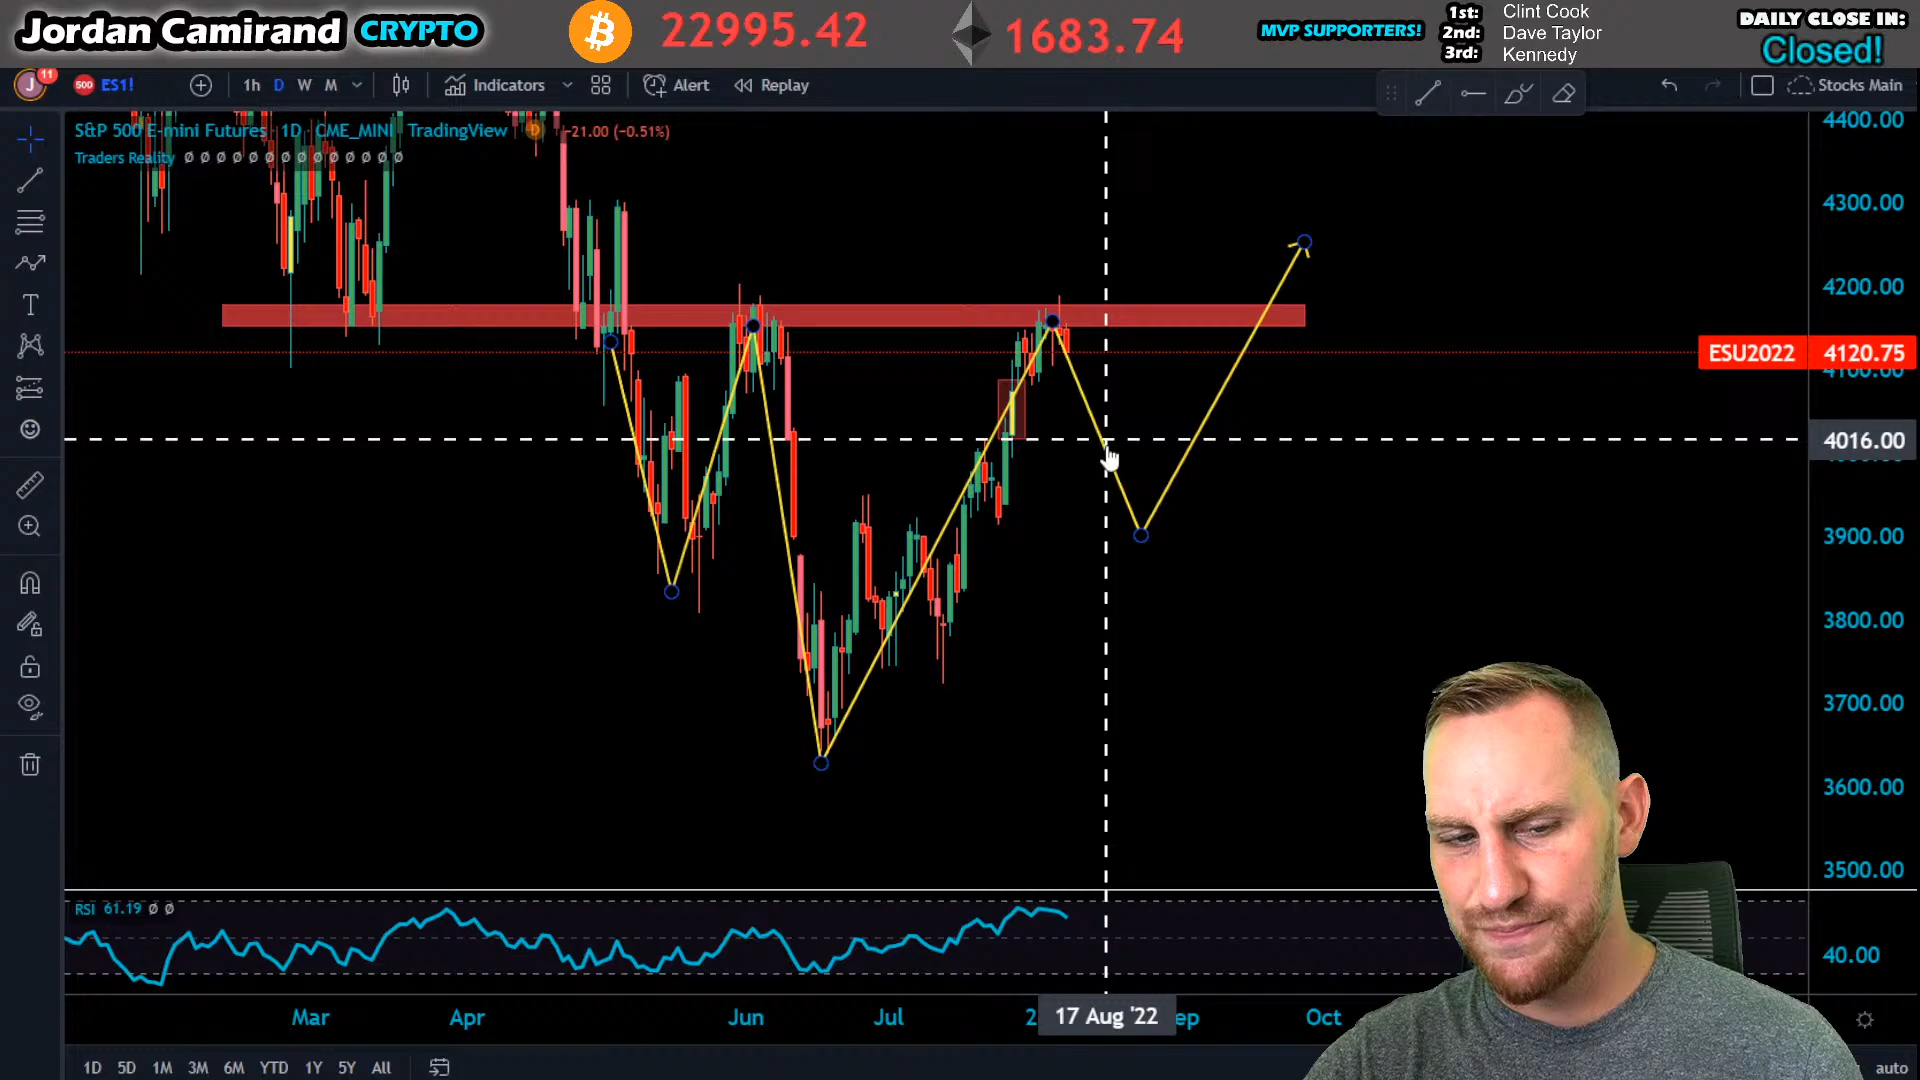 Jordan Camirand CRYPTO
22995.42
1683.74
MVP SUPPORTERS!
1st: Clint Cook
2nd: Dave Taylor
3rd: Kennedy
DAILY CLOSE IN:
Closed!
J 11
500 ES1!
1h D W M
Indicators
Alert
Replay
Stocks Main
S&P 500 E-mini Futures 1D CME_MINI TradingView D -21.00 (-0.51%)
Traders Reality Ø Ø Ø Ø Ø Ø Ø Ø Ø Ø Ø Ø Ø Ø
4400.00
4300.00
4200.00
ESU2022 4120.75
4100.00
4016.00
3900.00
3800.00
3700.00
3600.00
3500.00
RSI 61.19 Ø Ø
40.00
Mar Apr Jun Jul 17 Aug '22 Oct
1D 5D 1M 3M 6M YTD 1Y 5Y All
auto